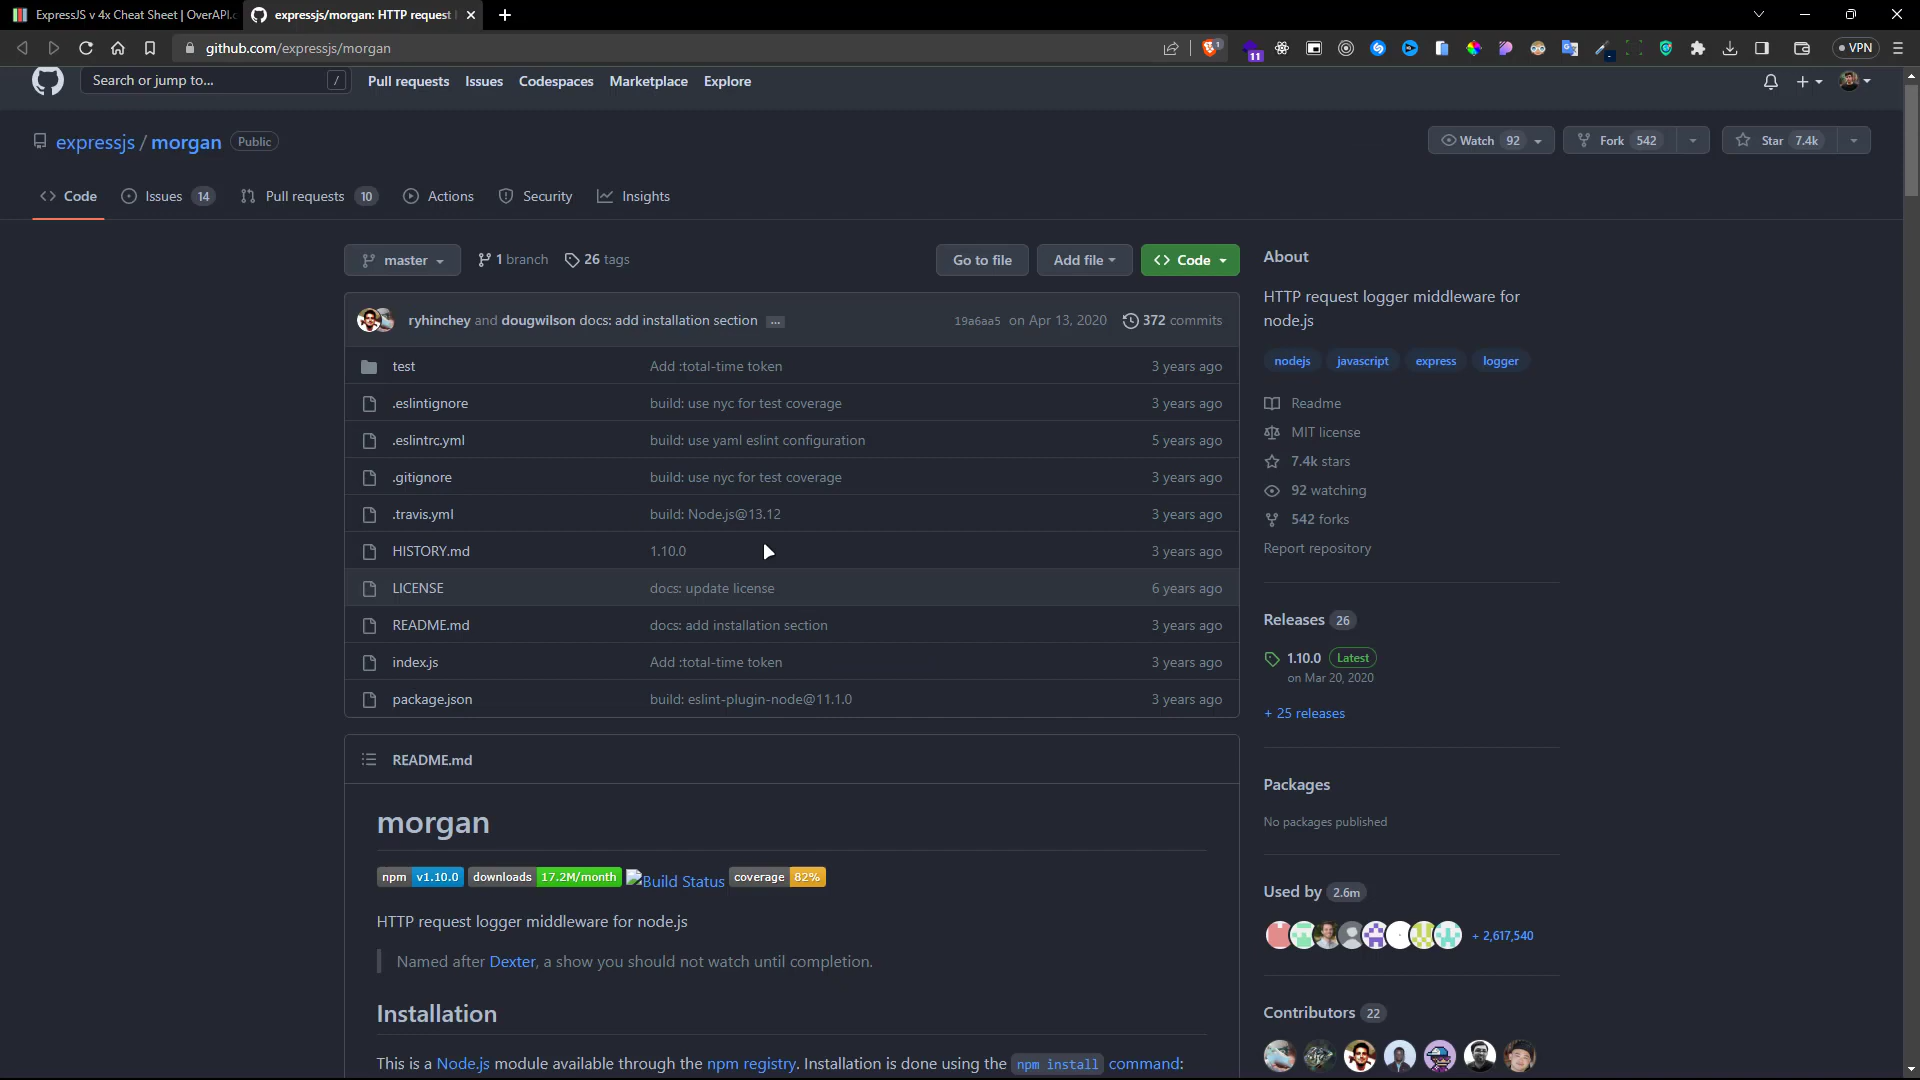 ExpressJS v 4x Cheat Sheet | OverAPI.c
expressjs/morgan: HTTP request l
github.com/expressjs/morgan
11
VPN
Search or jump to...
/
Pull requests
Issues
Codespaces
Marketplace
Explore
expressjs / morgan
Public
Watch 92
Fork 542
Star 7.4k
Code
Issues 14
Pull requests 10
Actions
Security
Insights
master
1 branch
26 tags
Go to file
Add file
Code
ryhinchey and dougwilson docs: add installation section ...
19a6aa5 on Apr 13, 2020
372 commits
test Add :total-time token 3 years ago
.eslintignore build: use nyc for test coverage 3 years ago
.eslintrc.yml build: use yaml eslint configuration 5 years ago
.gitignore build: use nyc for test coverage 3 years ago
.travis.yml build: Node.js@13.12 3 years ago
HISTORY.md 1.10.0 3 years ago
LICENSE docs: update license 6 years ago
README.md docs: add installation section 3 years ago
index.js Add :total-time token 3 years ago
package.json build: eslint-plugin-node@11.1.0 3 years ago
README.md
morgan
npm v1.10.0 downloads 17.2M/month Build Status coverage 82%
HTTP request logger middleware for node.js
Named after Dexter, a show you should not watch until completion.
Installation
This is a Node.js module available through the npm registry. Installation is done using the npm install command:
About
HTTP request logger middleware for
node.js
nodejs javascript express logger
Readme
MIT license
7.4k stars
92 watching
542 forks
Report repository
Releases 26
1.10.0 Latest
on Mar 20, 2020
+ 25 releases
Packages
No packages published
Used by 2.6m
+ 2,617,540
Contributors 22